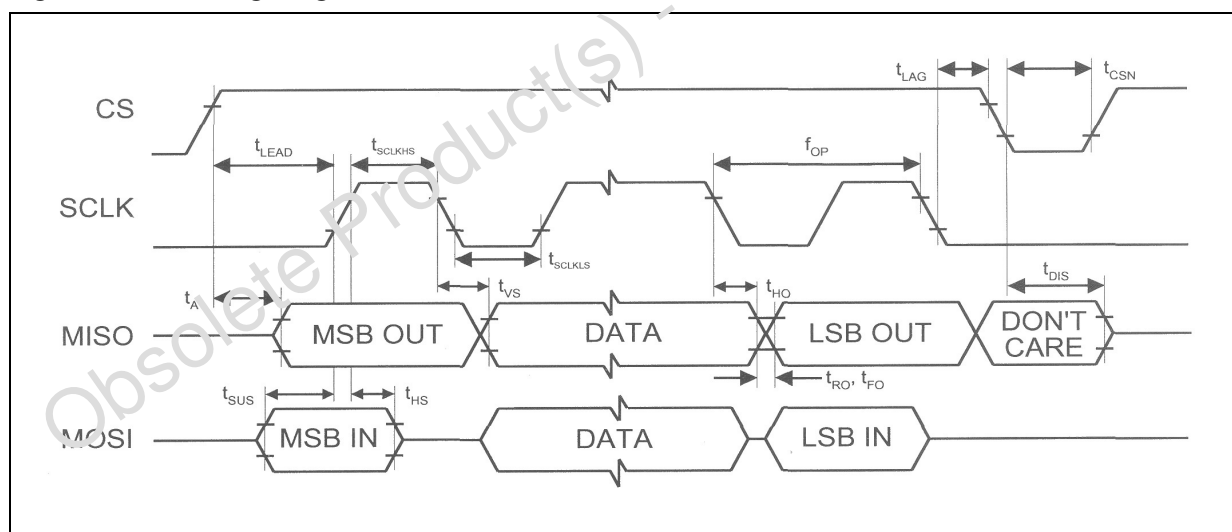 Obsolete Product(s) -
CS
tLAG
tCSN
tLEAD
tSCLKHS
fOP
SCLK
tSCLKLS
tA
tVS
tHO
tDIS
MISO
MSB OUT
DATA
LSB OUT
DON'T
CARE
tSUS
tHS
tRO, tFO
MOSI
MSB IN
DATA
LSB IN